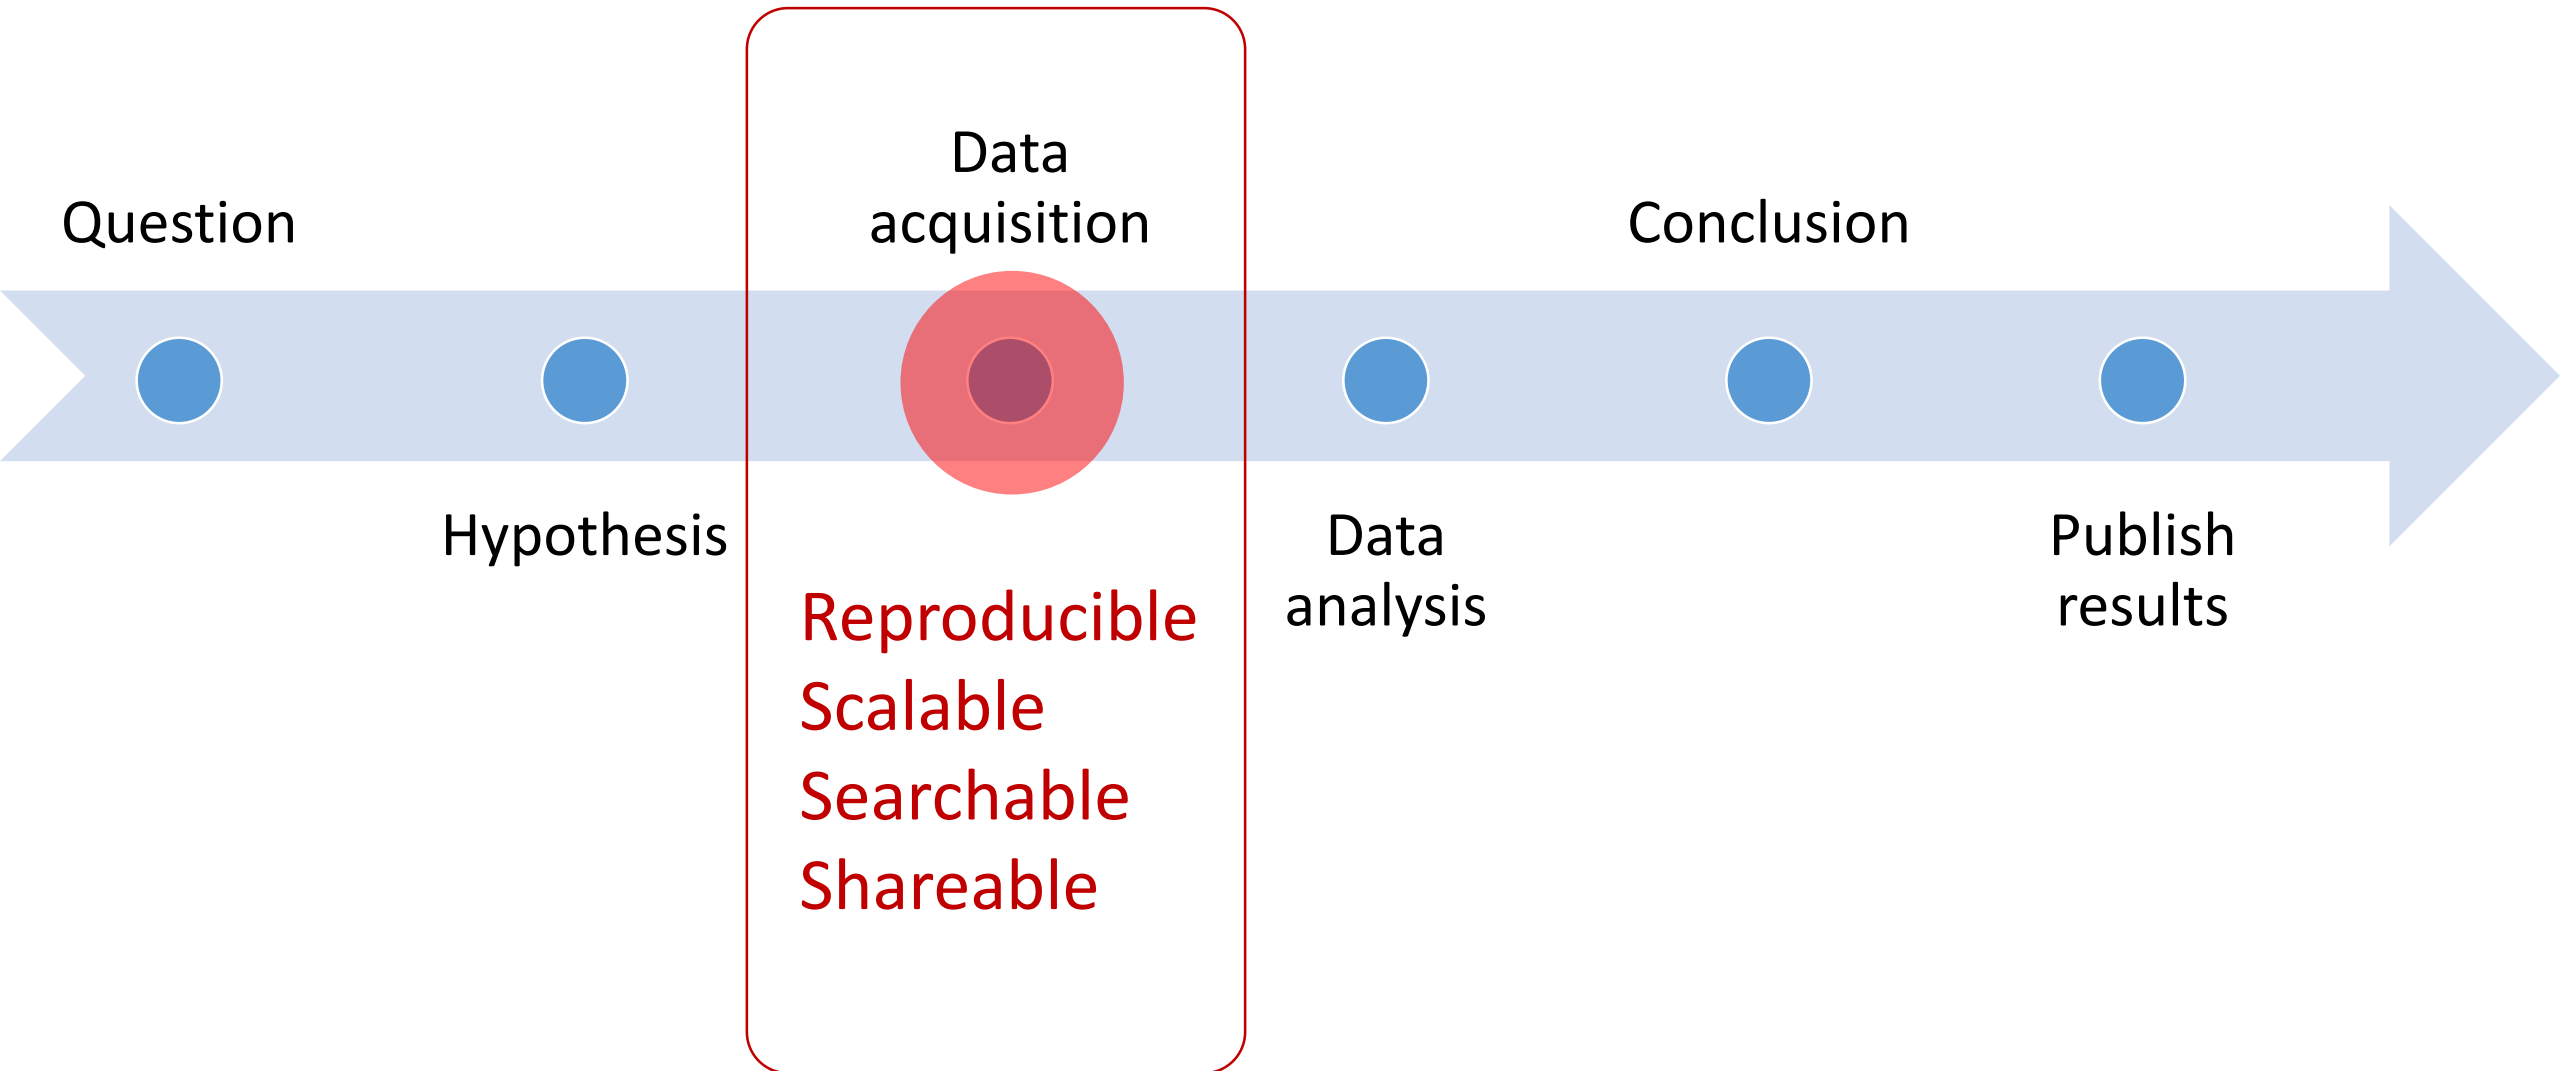 Question
Hypothesis
Data
acquisition
Reproducible
Scalable
Searchable
Shareable
Data
analysis
Conclusion
Publish
results